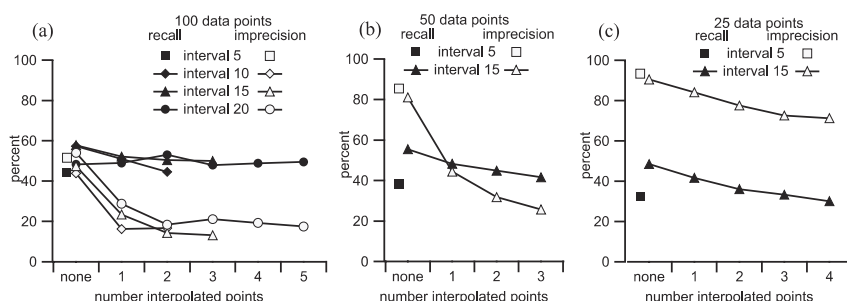 (a)
100 data points
recall imprecision
interval 5
interval 10
interval 15
interval 20
percent
100
80
60
40
20
0
none 1 2 3 4 5
number interpolated points
(b)
50 data points
recall imprecision
interval 5
interval 15
percent
100
80
60
40
20
0
none 1 2 3
number interpolated points
(c)
25 data points
recall imprecision
interval 5
interval 15
percent
100
80
60
40
20
0
none 1 2 3 4
number interpolated points